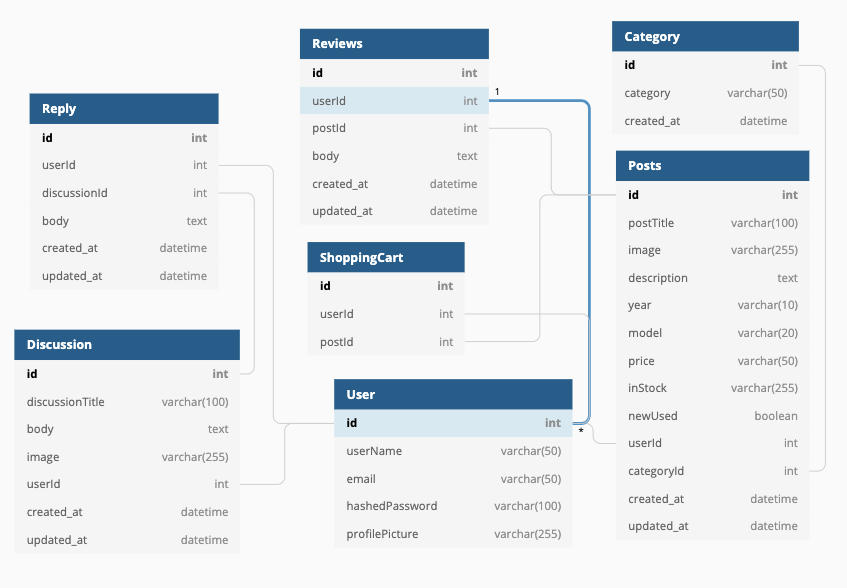 Reviews
id int
userId int
postId int
body text
created_at datetime
updated_at datetime
1
Category
id int
category varchar(50)
created_at datetime
Reply
id int
userId int
discussionId int
body text
created_at datetime
updated_at datetime
Posts
id int
postTitle varchar(100)
image varchar(255)
description text
year varchar(10)
model varchar(20)
price varchar(50)
inStock varchar(255)
newUsed boolean
userId int
categoryId int
created_at datetime
updated_at datetime
ShoppingCart
id int
userId int
postId int
Discussion
id int
discussionTitle varchar(100)
body text
image varchar(255)
userId int
created_at datetime
updated_at datetime
User
id int
userName varchar(50)
email varchar(50)
hashedPassword varchar(100)
profilePicture varchar(255)
*